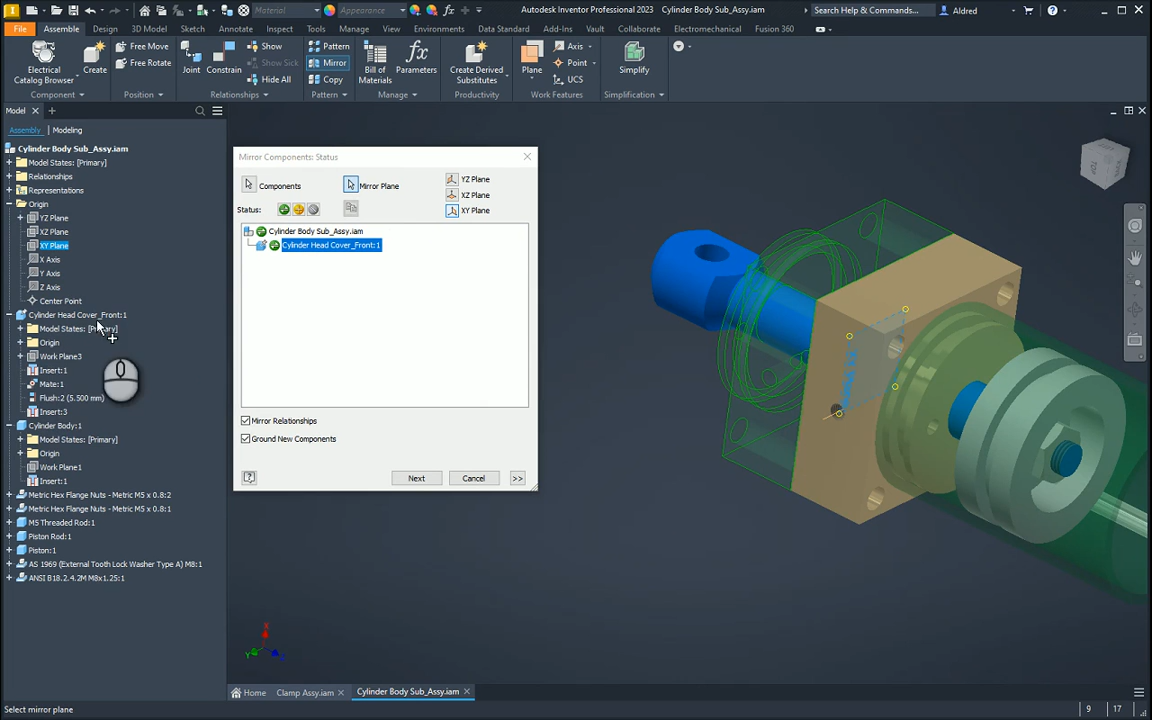 Material
Appearance
Autodesk Inventor Professional 2023 Cylinder Body Sub_Assy.iam
Search Help & Commands...
Aldred
File Assemble Design 3D Model Sketch Annotate Inspect Tools Manage View Environments Data Standard Add-Ins Vault Collaborate Electromechanical Fusion 360
Electrical Catalog Browser
Create
Free Move
Free Rotate
Joint
Constrain
Show
Show Sick
Hide All
Pattern
Mirror
Copy
Bill of Materials
Parameters
Create Derived Substitutes
Plane
Axis
Point
UCS
Simplify
Component Position Relationships Pattern Manage Productivity Work Features Simplification
Model
Assembly | Modeling
Cylinder Body Sub_Assy.iam
Model States: [Primary]
Relationships
Representations
Origin
YZ Plane
XZ Plane
XY Plane
X Axis
Y Axis
Z Axis
Center Point
Cylinder Head Cover_Front:1
Model States: [Primary]
Origin
Work Plane3
Insert:1
Mate:1
Flush:2 (5.500 mm)
Insert:3
Cylinder Body:1
Model States: [Primary]
Origin
Work Plane1
Insert:1
Metric Hex Flange Nuts - Metric M5 x 0.8:2
Metric Hex Flange Nuts - Metric M5 x 0.8:1
M5 Threaded Rod:1
Piston Rod:1
Piston:1
AS 1969 (External Tooth Lock Washer Type A) M8:1
ANSI B18.2.4.2M M8x1.25:1
Mirror Components: Status
Components
Mirror Plane
YZ Plane
XZ Plane
XY Plane
Status:
Cylinder Body Sub_Assy.iam
Cylinder Head Cover_Front:1
Mirror Relationships
Ground New Components
Next
Cancel
>>
TOP
X
Y
Z
Home
Clamp Assy.iam
Cylinder Body Sub_Assy.iam
Select mirror plane
9 17